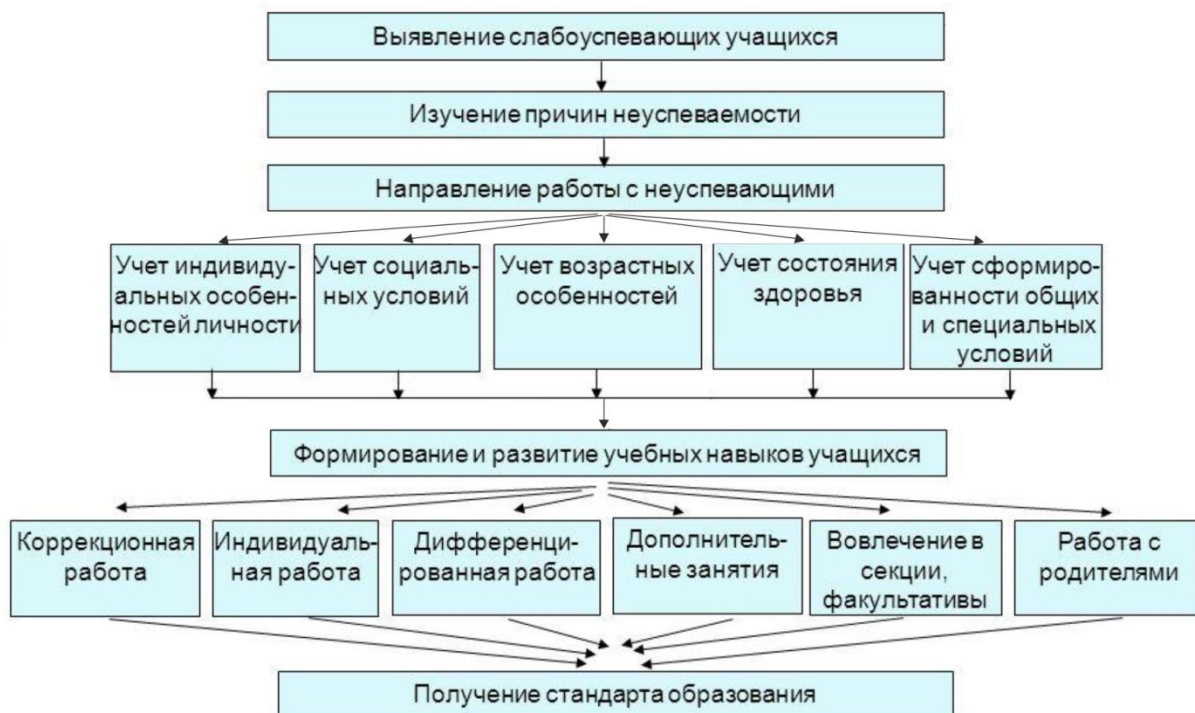 Выявление слабоуспевающих учащихся
Изучение причин неуспеваемости
Направление работы с неуспевающими
Учет индивиду-
альных особен-
ностей личности
Учет социаль-
ных условий
Учет возрастных
особенностей
Учет состояния
здоровья
Учет сформиро-
ванности общих
и специальных
условий
Формирование и развитие учебных навыков учащихся
Коррекционная
работа
Индивидуаль-
ная работа
Дифференци-
рованная работа
Дополнитель-
ные занятия
Вовлечение в
секции,
факультативы
Работа с
родителями
Получение стандарта образования